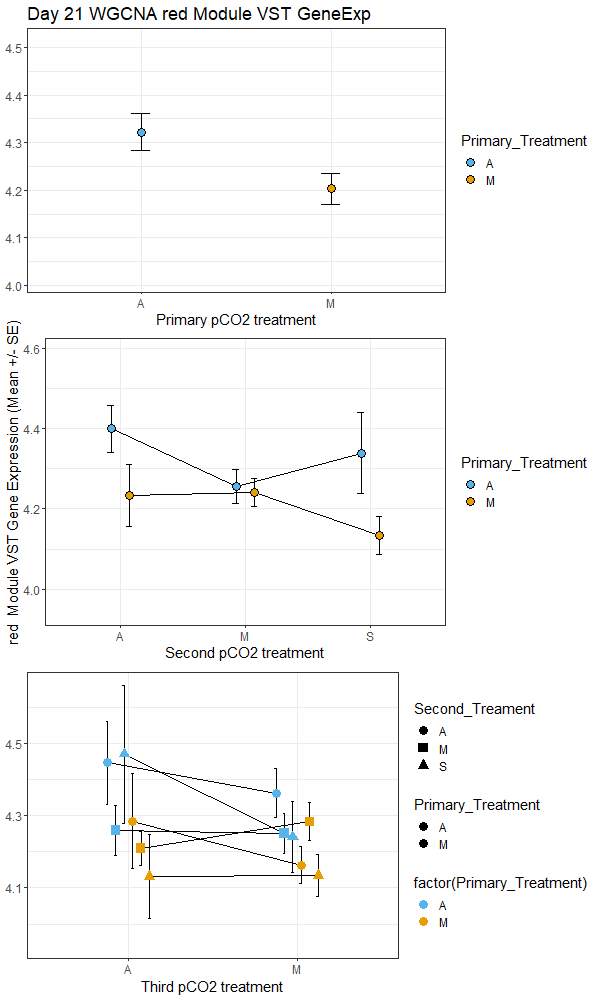 Day 21 WGCNA red Module VST GeneExp
4.5
4.4
4.3
4.2
4.1
4.0
A M
Primary pCO2 treatment
Primary_Treatment
A
M
red Module VST Gene Expression (Mean +/- SE)
4.6
4.4
4.2
4.0
A M S
Second pCO2 treatment
Primary_Treatment
A
M
4.5
4.3
4.1
A M
Third pCO2 treatment
Second_Treament
A
M
S
Primary_Treatment
A
M
factor(Primary_Treatment)
A
M